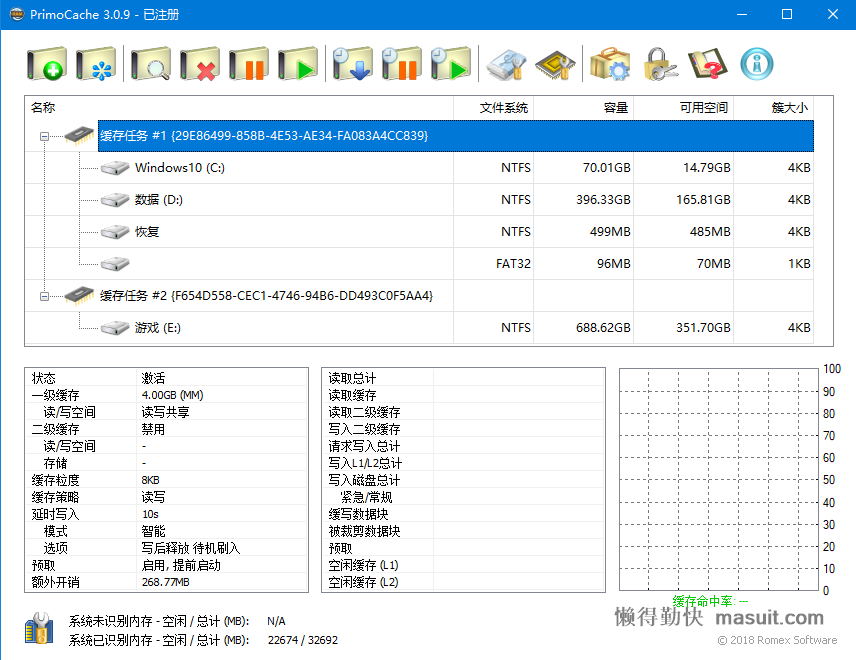 PrimoCache 3.0.9 - 已注册
名称 文件系统 容量 可用空间 簇大小
缓存任务 #1 {29E86499-858B-4E53-AE34-FA083A4CC839}
Windows10 (C:) NTFS 70.01GB 14.79GB 4KB
数据 (D:) NTFS 396.33GB 165.81GB 4KB
恢复 NTFS 499MB 485MB 4KB
FAT32 96MB 70MB 1KB
缓存任务 #2 {F654D558-CEC1-4746-94B6-DD493C0F5AA4}
游戏 (E:) NTFS 688.62GB 351.70GB 4KB
状态 激活
一级缓存 4.00GB (MM)
读/写空间 读写共享
二级缓存 禁用
读/写空间 -
存储 -
缓存粒度 8KB
缓存策略 读写
延时写入 10s
模式 智能
选项 写后释放 待机刷入
预取 启用, 提前启动
额外开销 268.77MB
读取总计
读取缓存
读取二级缓存
写入二级缓存
请求写入总计
写入L1/L2总计
写入磁盘总计
紧急/常规
缓写数据块
被裁剪数据块
预取
空闲缓存 (L1)
空闲缓存 (L2)
100
90
80
70
60
50
40
30
20
10
0
缓存命中率: --
系统未识别内存 - 空闲 / 总计 (MB): N/A
系统已识别内存 - 空闲 / 总计 (MB): 22674 / 32692
懒得勤快 masuit.com
© 2018 Romex Software